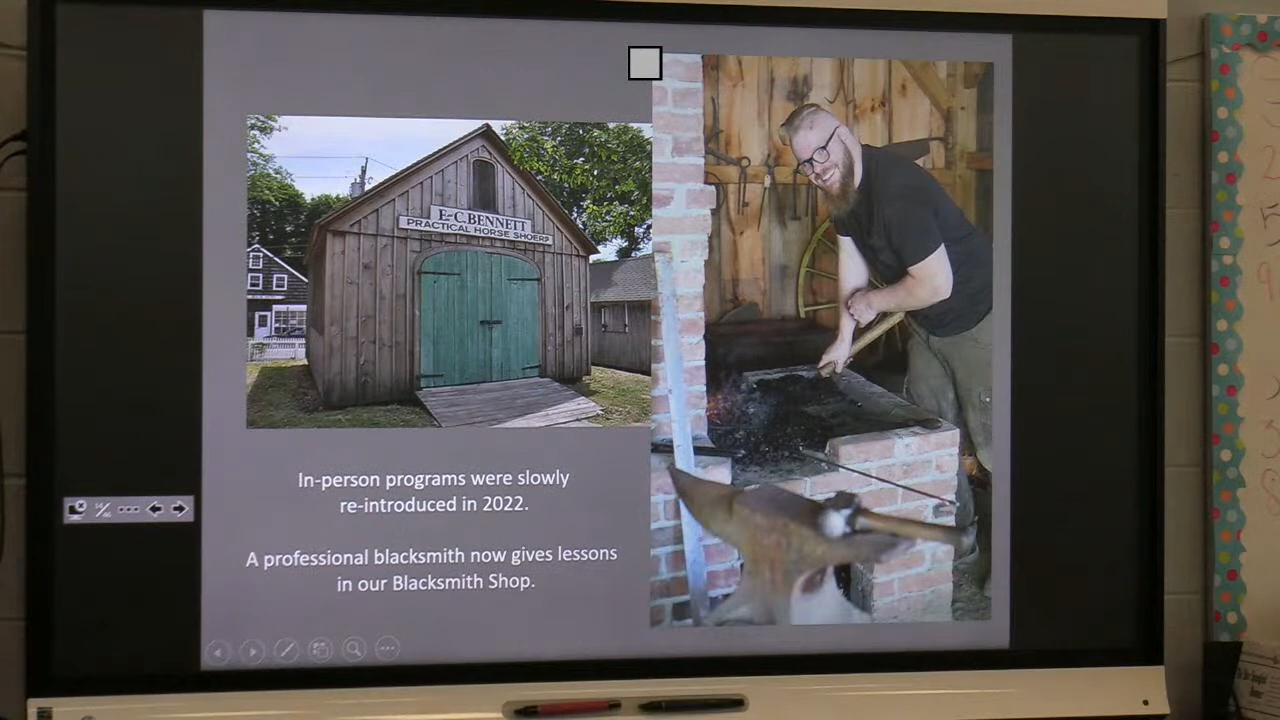 E-C. BENNETT
PRACTICAL HORSE SHOERS
In-person programs were slowly
re-introduced in 2022.
A professional blacksmith now gives lessons
in our Blacksmith Shop.